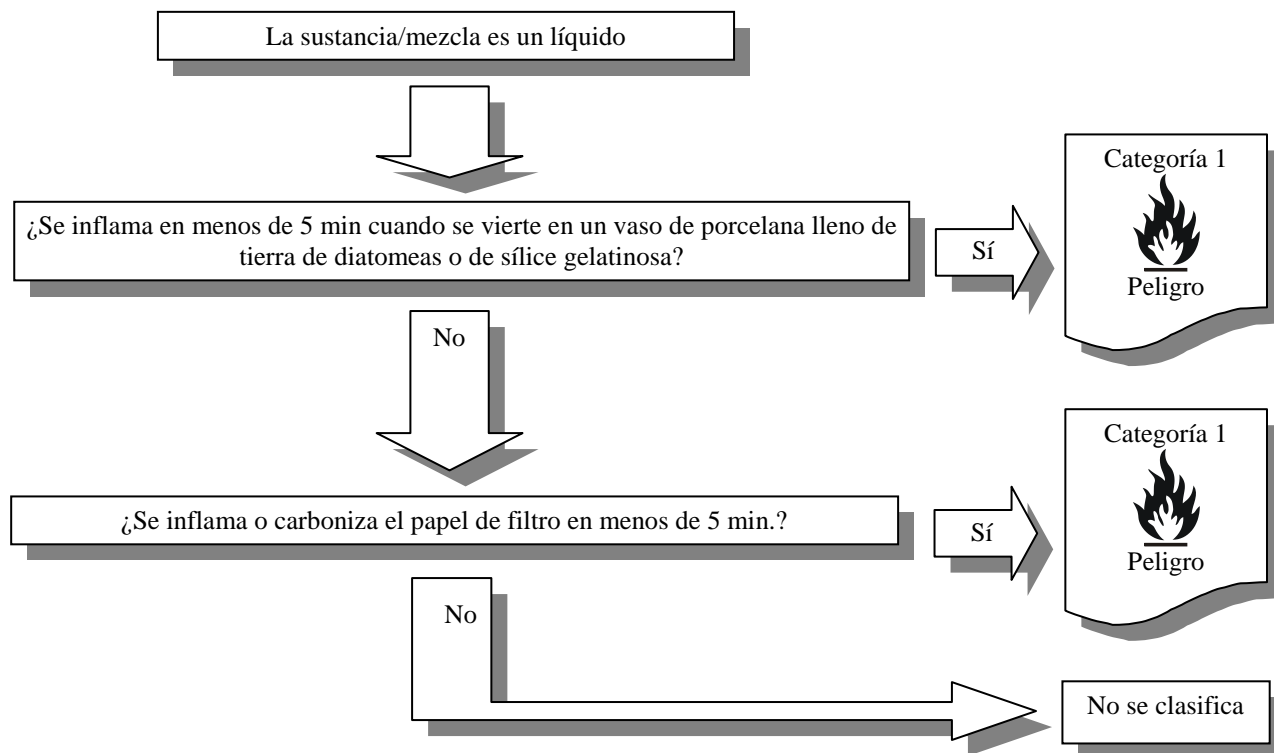 La sustancia/mezcla es un líquido
¿Se inflama en menos de 5 min cuando se vierte en un vaso de porcelana lleno de
tierra de diatomeas o de sílice gelatinosa?
Sí
Categoría 1
Peligro
No
¿Se inflama o carboniza el papel de filtro en menos de 5 min.?
Sí
Categoría 1
Peligro
No
No se clasifica